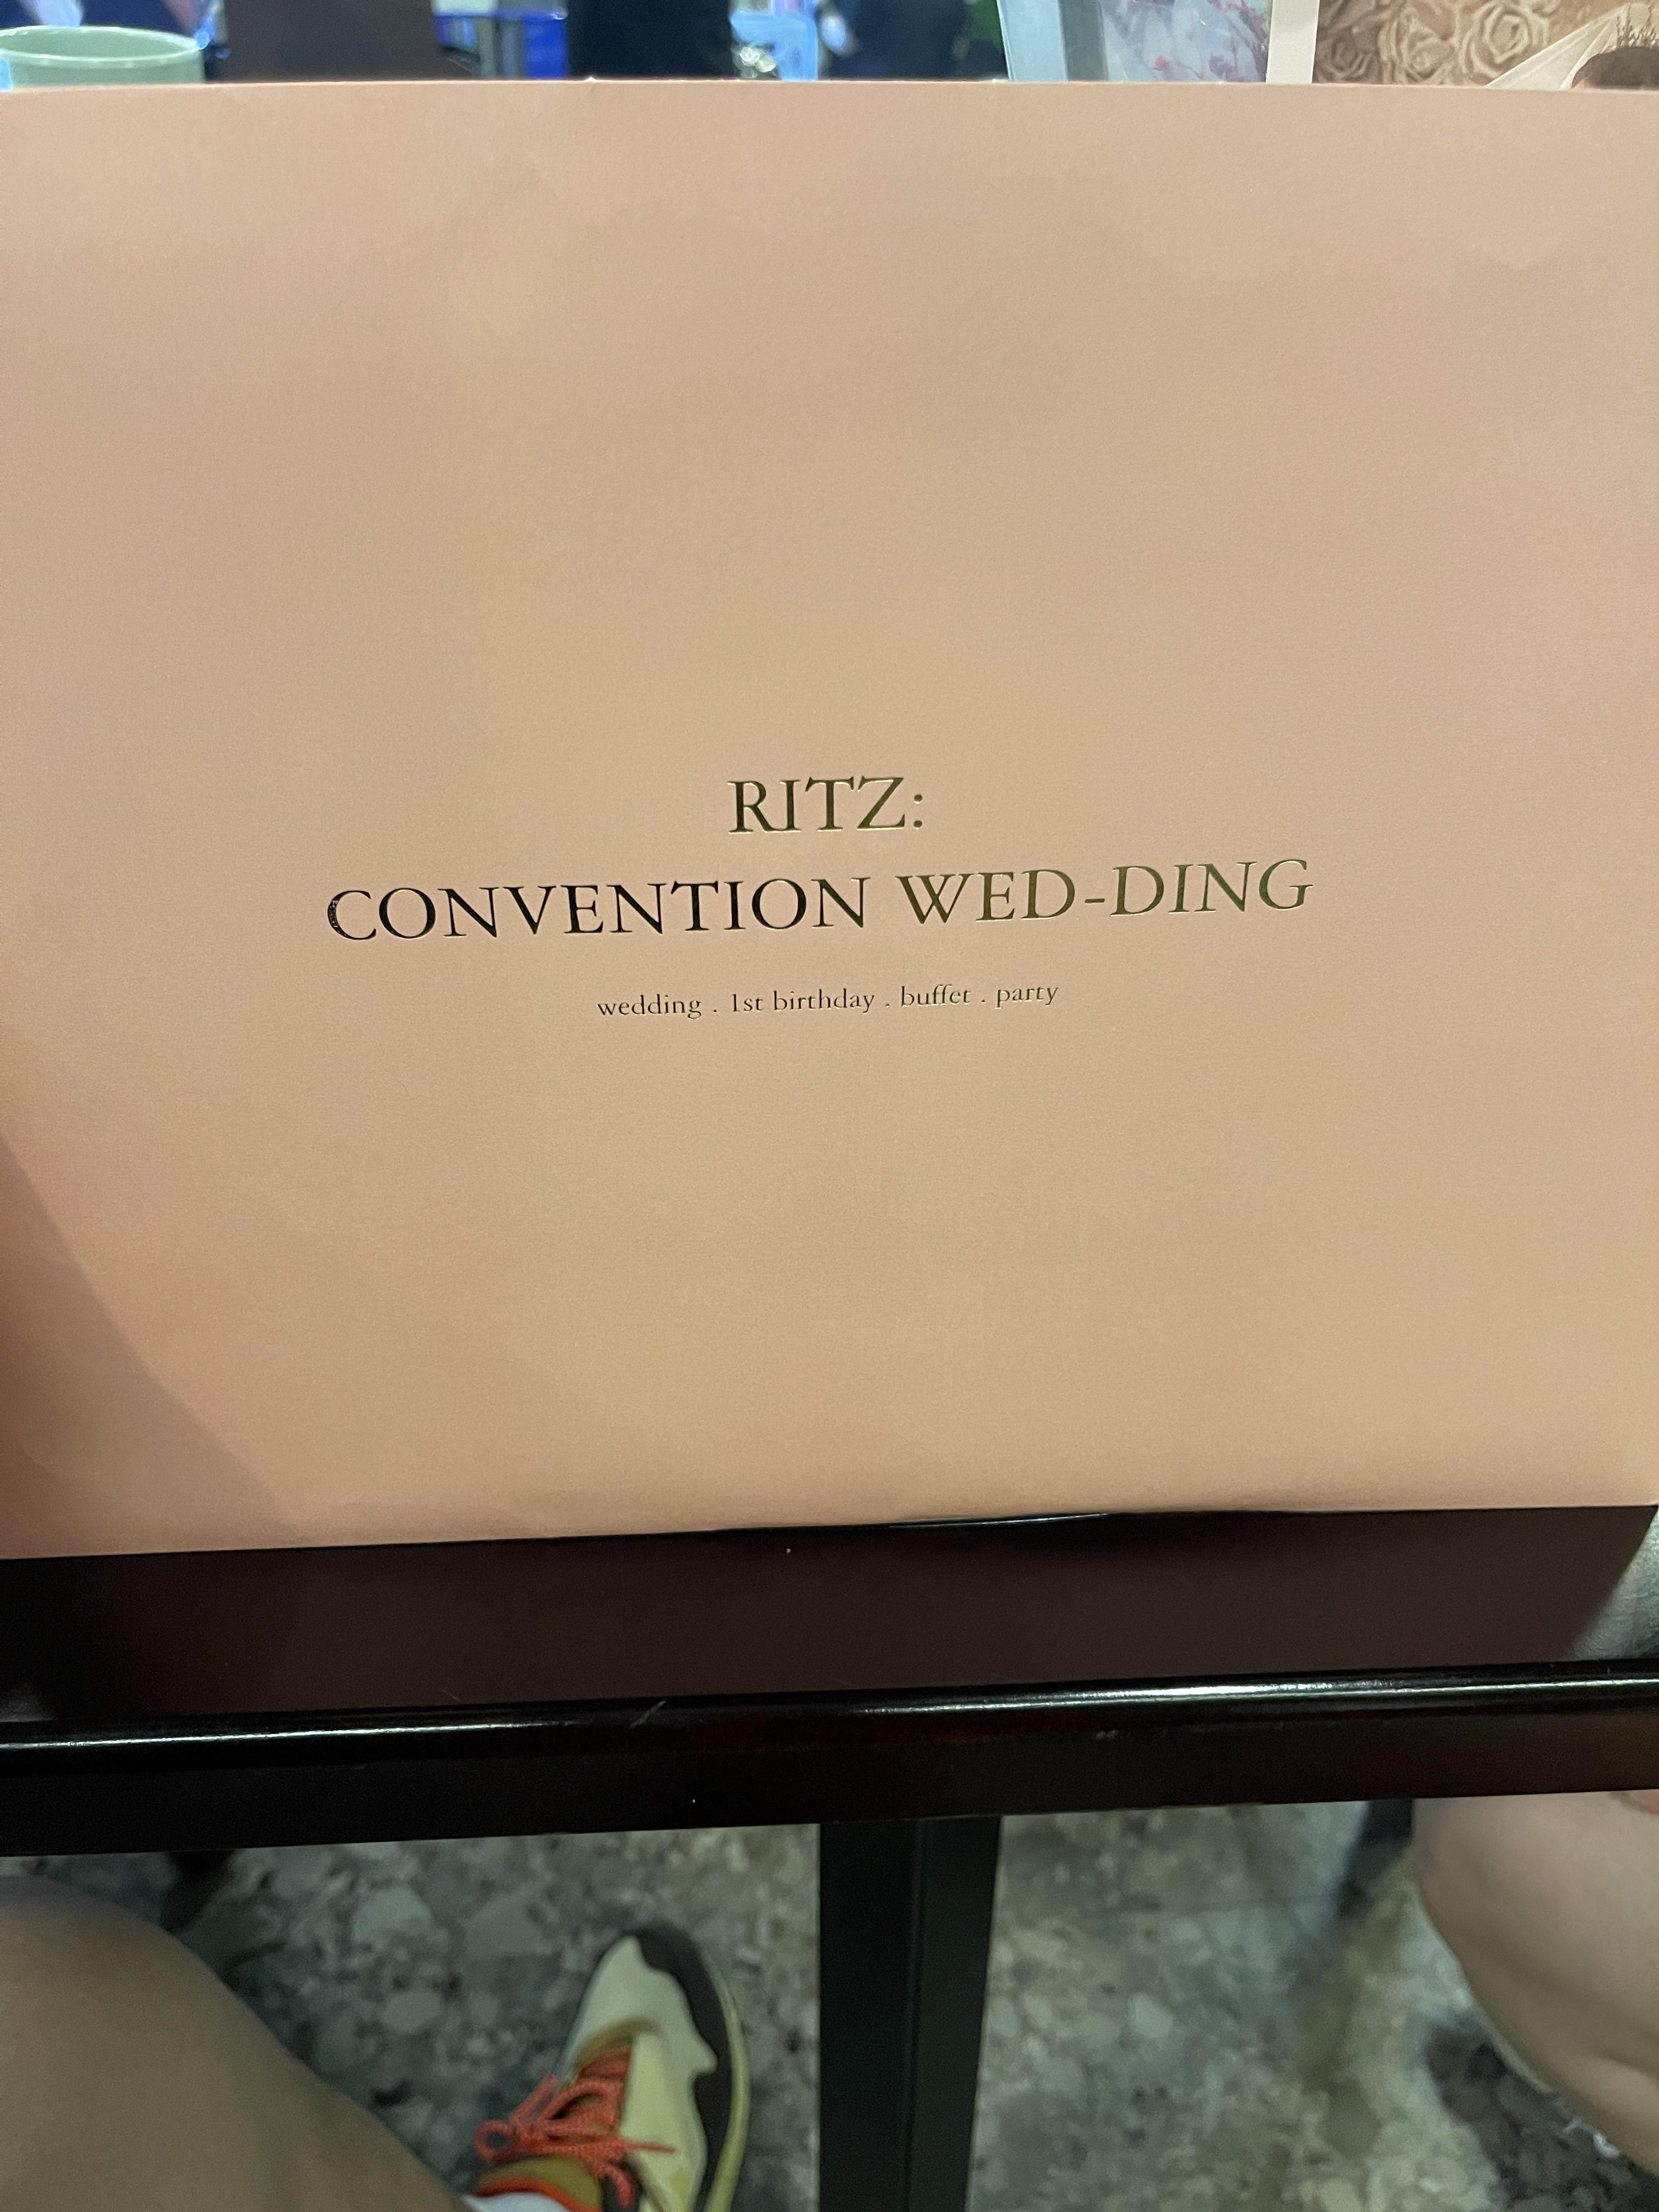 RITZ:
CONVENTION WED-DING
wedding . 1st birthday . buffet . party